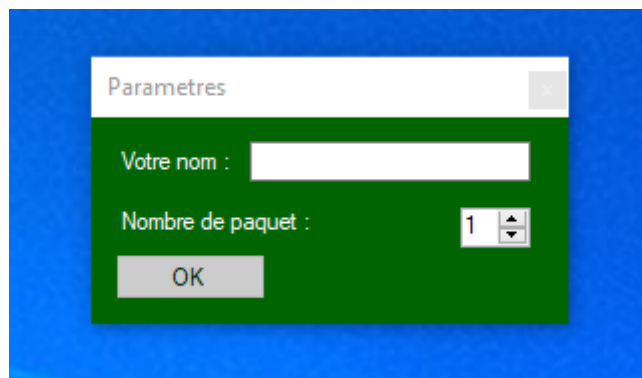 Parametres x
Votre nom :
Nombre de paquet : 1
OK